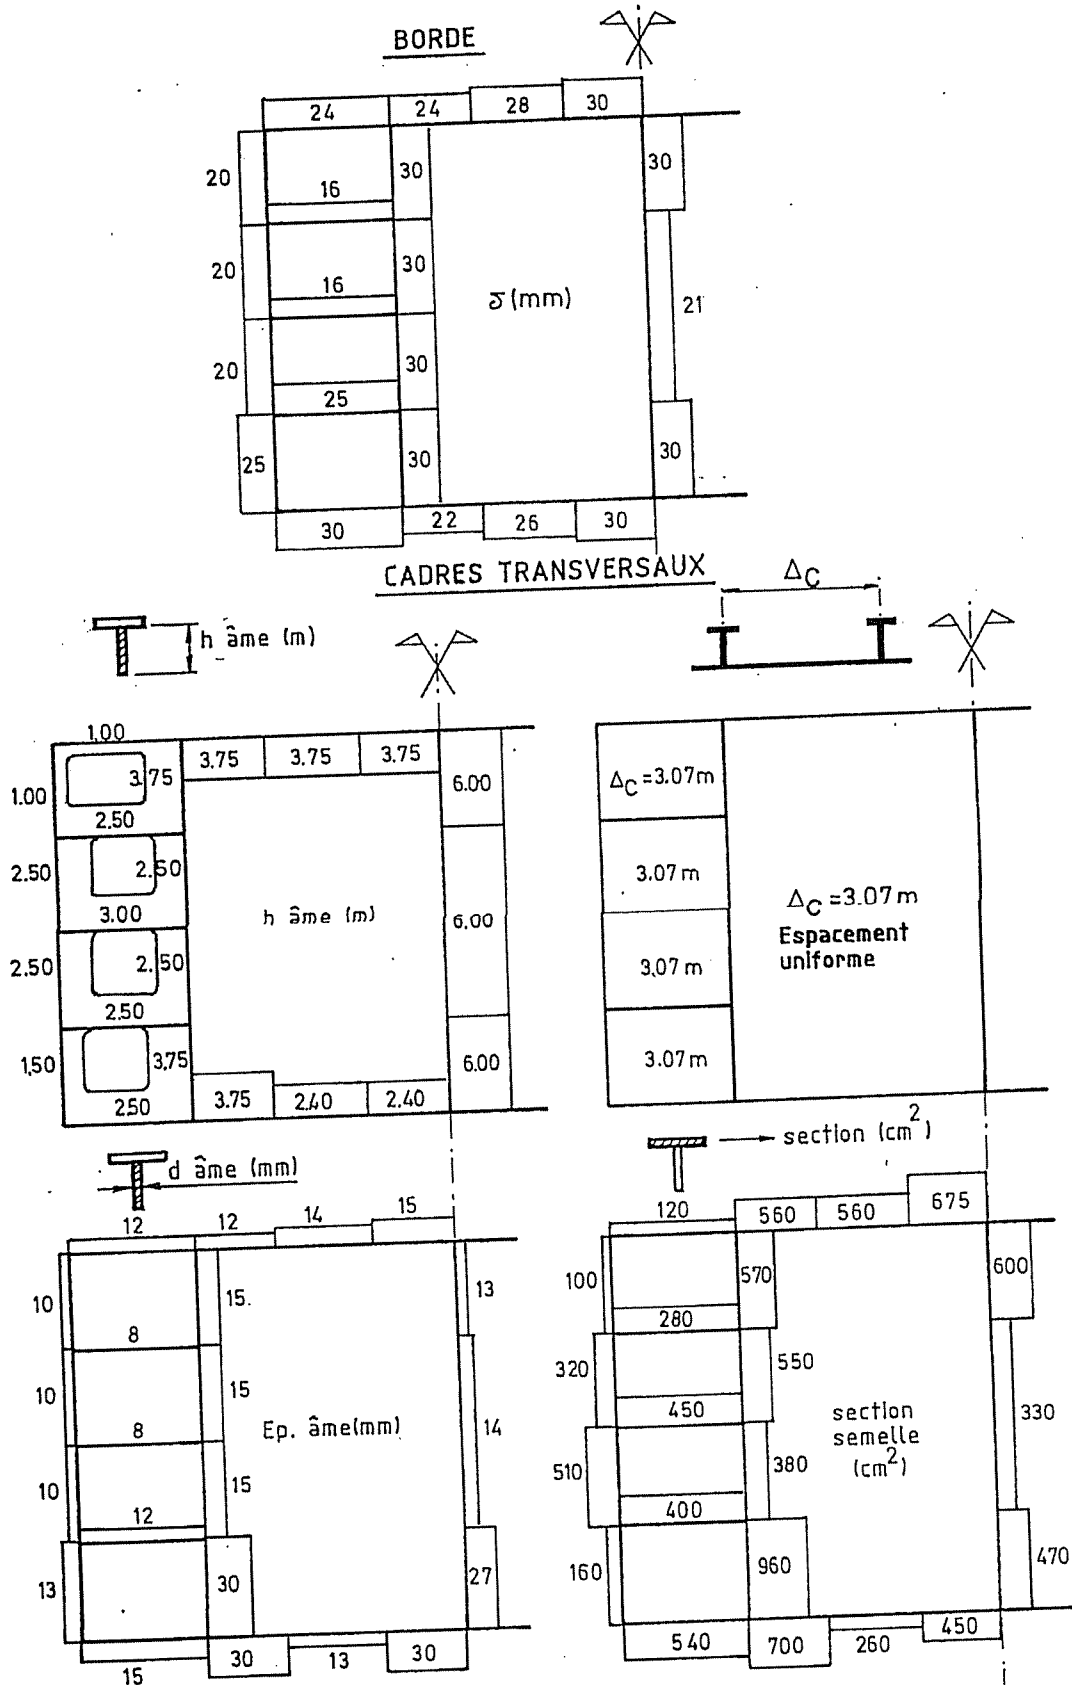 BORDE
24 24 28 30
20 30 30
16
20 30
16 δ (mm)
21
20 30
25
25 30 30
30 22 26 30
CADRES TRANSVERSAUX
Δc
h âme (m)
1.00
3.75 3.75 3.75
1.00 3.75 6.00
2.50
2.50 2.50
3.00 h âme (m) 6.00
2.50 2.50
2.50
1.50 3.75 6.00
2.50 3.75 2.40 2.40
Δc =3.07m
3.07 m
Δc =3.07 m
Espacement
uniforme
3.07 m
3.07 m
d âme (mm)
12 12 14 15
10 15. 13
8
10 15
8 Ep. âme(mm) 14
10 15
12
13 30 27
15 30 13 30
section (cm²)
120 560 560 675
100 570 600
280
320 550
450 section
semelle
(cm²)
330
510 380
400
160 960 470
540 700 260 450